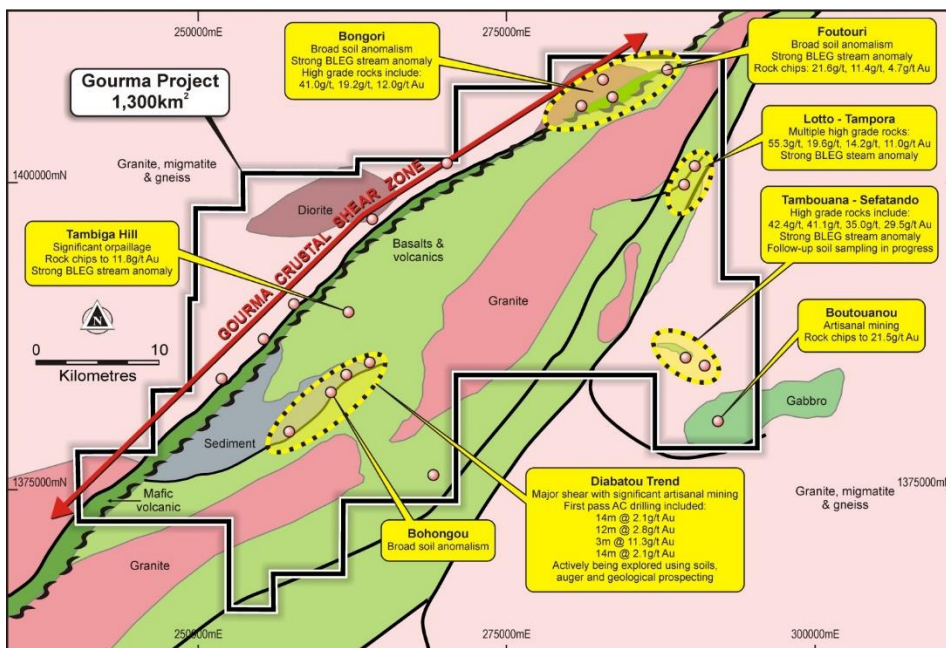 250000mE
275000mE
Bongori
Broad soil anomalism
Strong BLEG stream anomaly
High grade rocks include:
41.0g/t, 19.2g/t, 12.0g/t Au
Foutouri
Broad soil anomalism
Strong BLEG steam anomaly
Rock chips: 21.6g/t, 11.4g/t, 4.7g/t Au
Gourma Project
1,300km²
Lotto - Tampora
Multiple high grade rocks:
55.3g/t, 19.6g/t, 14.2g/t, 11.0g/t Au
Strong BLEG steam anomaly
Granite, migmatite
& gneiss
1400000mN
Diorite
GOURMA CRUSTAL SHEAR ZONE
Tambouana - Sefatando
High grade rocks include:
42.4g/t, 41.1g/t, 35.0g/t, 29.5g/t Au
Strong BLEG stream anomaly
Follow-up soil sampling in progress
Tambiga Hill
Significant orpaillage
Rock chips to 11.8g/t Au
Strong BLEG stream anomaly
Basalts &
volcanics
Granite
N
0 10
Kilometres
Boutouanou
Artisanal mining
Rock chips to 21.5g/t Au
Gabbro
Sediment
1375000mN
1375000mN
Mafic
volcanic
Diabatou Trend
Major shear with significant artisanal mining
First pass AC drilling included:
14m @ 2.1g/t Au
12m @ 2.8g/t Au
3m @ 11.3g/t Au
14m @ 2.1g/t Au
Actively being explored using soils,
auger and geological prospecting
Granite, migmatite
& gneiss
Bohongou
Broad soil anomalism
Granite
250000mE
275000mE
300000mE